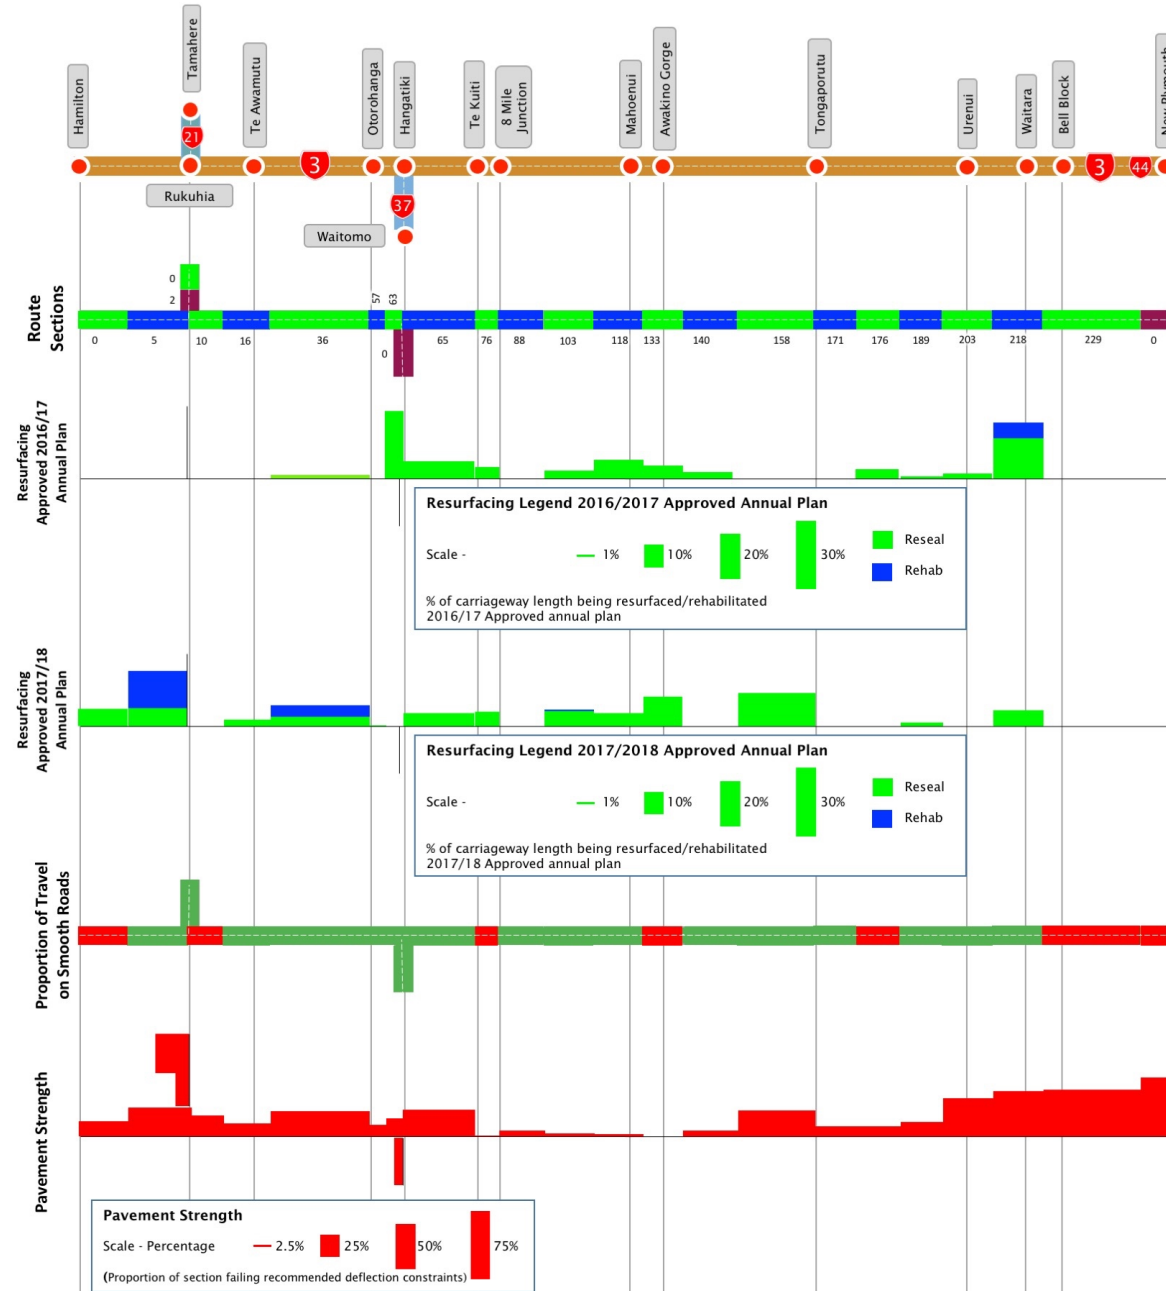 Hamilton
Tamahere
Te Awamutu
Otorohanga
Hangatiki
Te Kuiti
8 Mile
Junction
Mahoenui
Awakino Gorge
Tongaporutu
Urenui
Waitara
Bell Block
21
3
3
44
Rukuhia
37
Waitomo
Route
Sections
0
2
57
63
0
5
10
16
36
0
65
76
88
103
118
133
140
158
171
176
189
203
218
229
0
Resurfacing
Approved 2016/17
Annual Plan
Resurfacing Legend 2016/2017 Approved Annual Plan
Scale -
1%
10%
20%
30%
Reseal
Rehab
% of carriageway length being resurfaced/rehabilitated
2016/17 Approved annual plan
Resurfacing
Approved 2017/18
Annual Plan
Resurfacing Legend 2017/2018 Approved Annual Plan
Scale -
1%
10%
20%
30%
Reseal
Rehab
% of carriageway length being resurfaced/rehabilitated
2017/18 Approved annual plan
Proportion of Travel
on Smooth Roads
Pavement Strength
Pavement Strength
Scale - Percentage
2.5%
25%
50%
75%
(Proportion of section failing recommended deflection constraints)